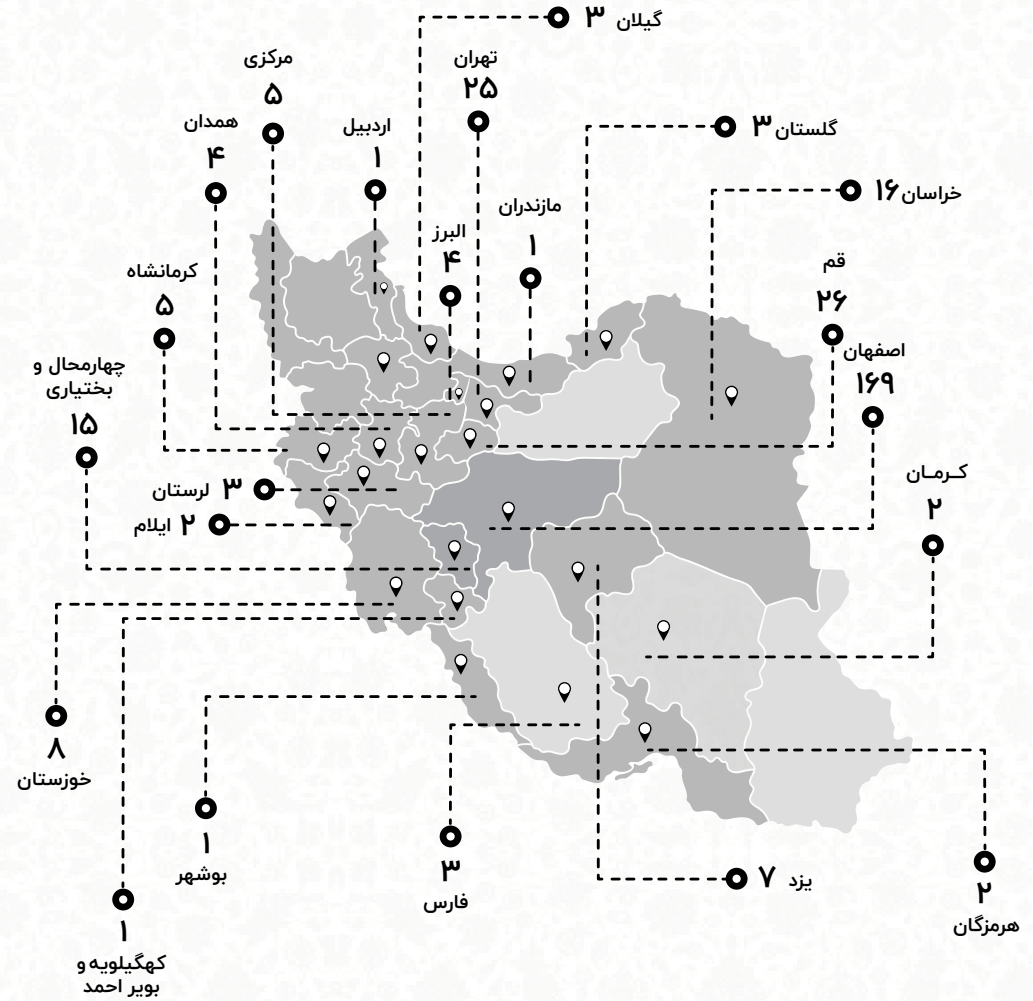 گیلان ۳
تهران
۲۵
مرکزی
۵
همدان
۴
اردبیل
۱
گلستان ۳
خراسان ۱۶
مازندران
۱
البرز
۴
قم
۲۶
کرمانشاه
۵
اصفهان
۱۶۹
چهارمحال و
بختیاری
۱۵
کـرمـان
۲
۳ لرستان
۲ ایلام
۸
خوزستان
۱
بوشهر
۳
فارس
یزد ۷
۲
هرمزگان
۱
کهگیلویه و
بویر احمد